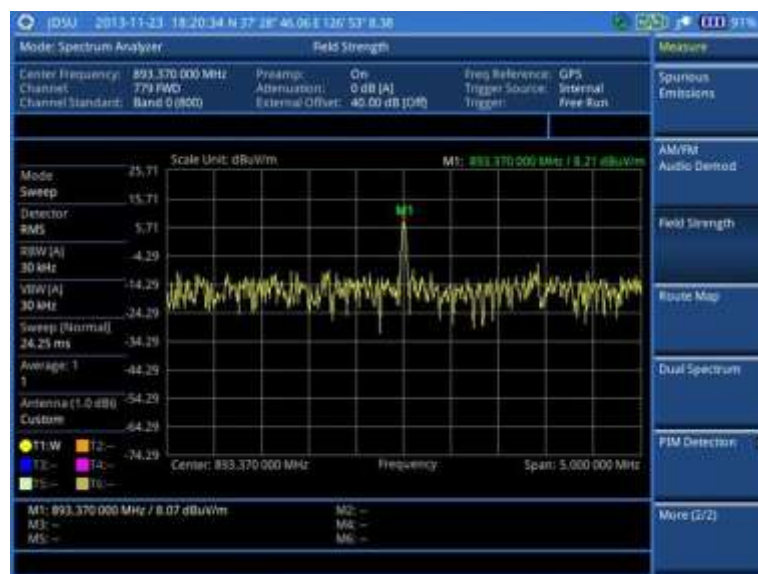 JDSU 2013-11-23 18:20:34 N 37° 28" 46.06 E 126° 53" 8.38 91%
Mode: Spectrum Analyzer Field Strength Measure
Center Frequency: 893.370 000 MHz Preamp: On Freq Reference: GPS
Channel: 779 FWD Attenuation: 0 dB [A] Trigger Source: Internal
Channel Standard: Band 0 (800) External Offset: 40.00 dB [Off] Trigger: Free Run
Spurious
Emissions
AM/FM
Audio Demod
Field Strength
Route Map
Dual Spectrum
PIM Detection
More (2/2)
Scale Unit: dBuV/m M1: 893.370 000 MHz / 8.21 dBuV/m
Mode
Sweep
Detector
RMS
RBW [A]
30 kHz
VBW [A]
30 kHz
Sweep [Normal]
24.25 ms
Average: 1
1
Antenna (1.0 dBi)
Custom
T1:W T2:--
T3:-- T4:--
T5:-- T6:--
25.71
15.71
5.71
-4.29
-14.29
-24.29
-34.29
-44.29
-54.29
-64.29
-74.29
M1
Center: 893.370 000 MHz Frequency Span: 5.000 000 MHz
M1: 893.370 000 MHz / 8.07 dBuV/m M2: --
M3: -- M4: --
M5: -- M6: --